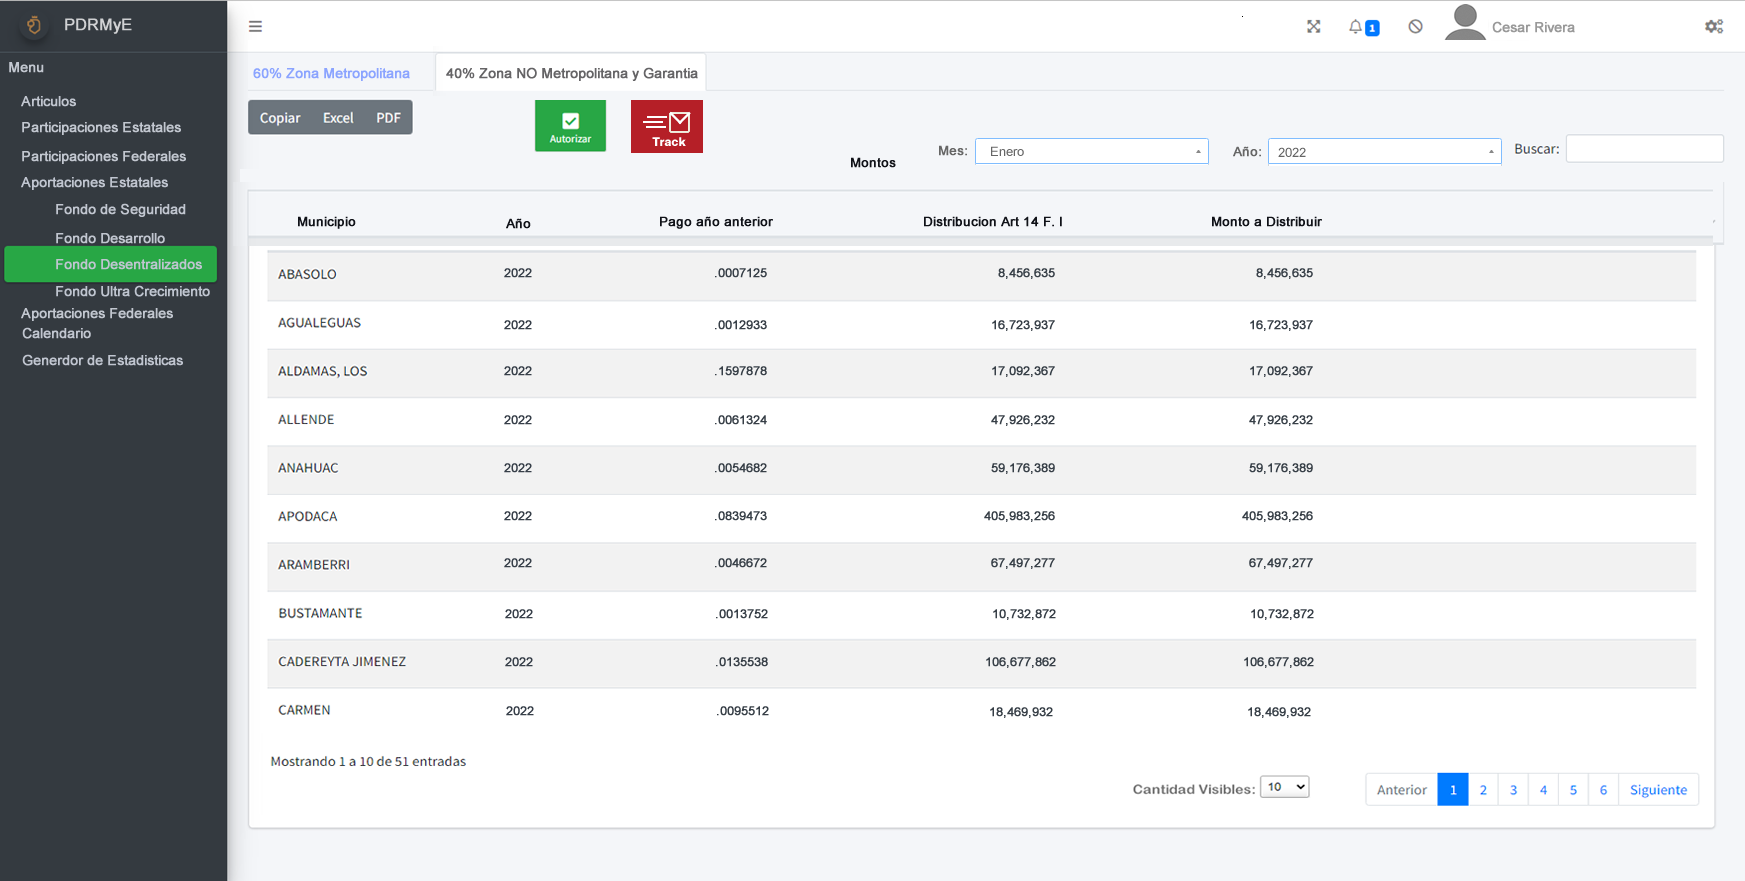 PDRMyE
1
Cesar Rivera
Menu
Articulos
Participaciones Estatales
Participaciones Federales
Aportaciones Estatales
Fondo de Seguridad
Fondo Desarrollo
Fondo Desentralizados
Fondo Ultra Crecimiento
Aportaciones Federales
Calendario
Generdor de Estadisticas
60% Zona Metropolitana
40% Zona NO Metropolitana y Garantia
Copiar Excel PDF
Autorizar
Track
Montos
Mes: Enero
Año: 2022
Buscar:
Municipio Año Pago año anterior Distribucion Art 14 F. I Monto a Distribuir
ABASOLO 2022 .0007125 8,456,635 8,456,635
AGUALEGUAS 2022 .0012933 16,723,937 16,723,937
ALDAMAS, LOS 2022 .1597878 17,092,367 17,092,367
ALLENDE 2022 .0061324 47,926,232 47,926,232
ANAHUAC 2022 .0054682 59,176,389 59,176,389
APODACA 2022 .0839473 405,983,256 405,983,256
ARAMBERRI 2022 .0046672 67,497,277 67,497,277
BUSTAMANTE 2022 .0013752 10,732,872 10,732,872
CADEREYTA JIMENEZ 2022 .0135538 106,677,862 106,677,862
CARMEN 2022 .0095512 18,469,932 18,469,932
Mostrando 1 a 10 de 51 entradas
Cantidad Visibles: 10
Anterior 1 2 3 4 5 6 Siguiente